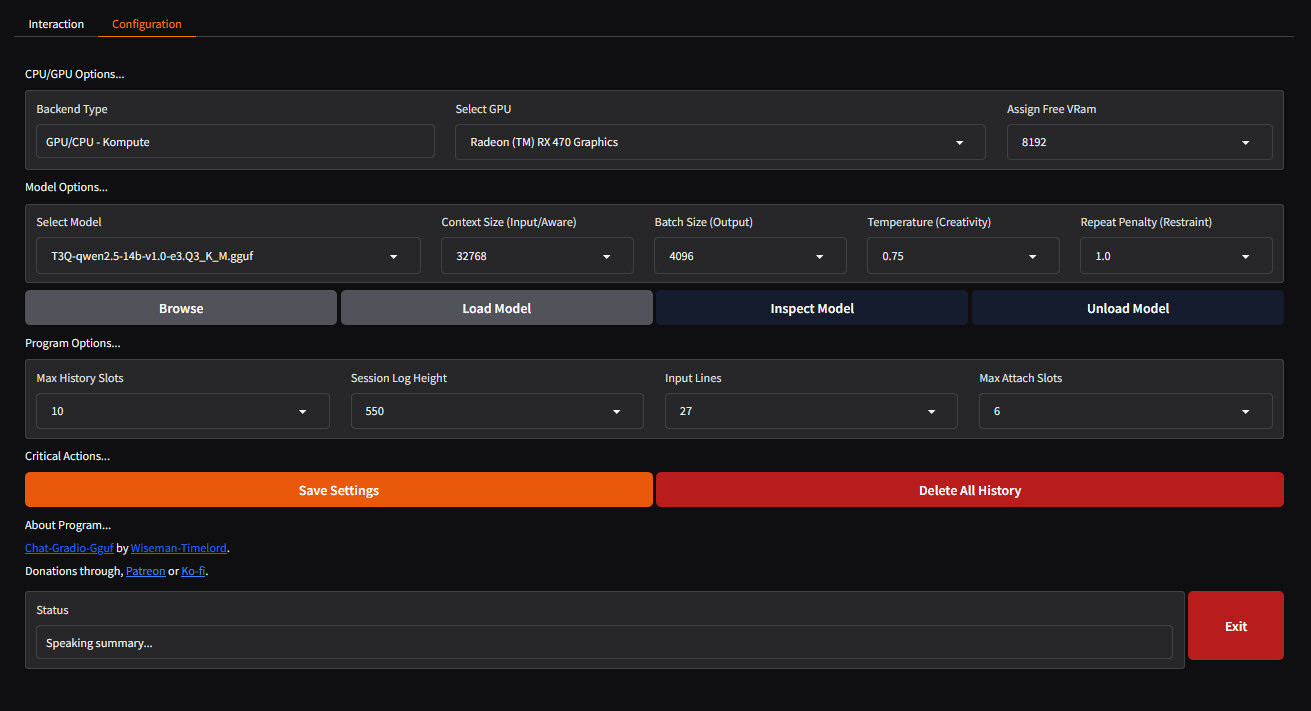 Interaction Configuration
CPU/GPU Options...
Backend Type Select GPU Assign Free VRam
GPU/CPU - Kompute Radeon (TM) RX 470 Graphics 8192
Model Options...
Select Model Context Size (Input/Aware) Batch Size (Output) Temperature (Creativity) Repeat Penalty (Restraint)
T3Q-qwen2.5-14b-v1.0-e3.Q3_K_M.gguf 32768 4096 0.75 1.0
Browse Load Model Inspect Model Unload Model
Program Options...
Max History Slots Session Log Height Input Lines Max Attach Slots
10 550 27 6
Critical Actions...
Save Settings Delete All History
About Program...
Chat-Gradio-Gguf by Wiseman-Timelord.
Donations through, Patreon or Ko-fi.
Status
Speaking summary...
Exit